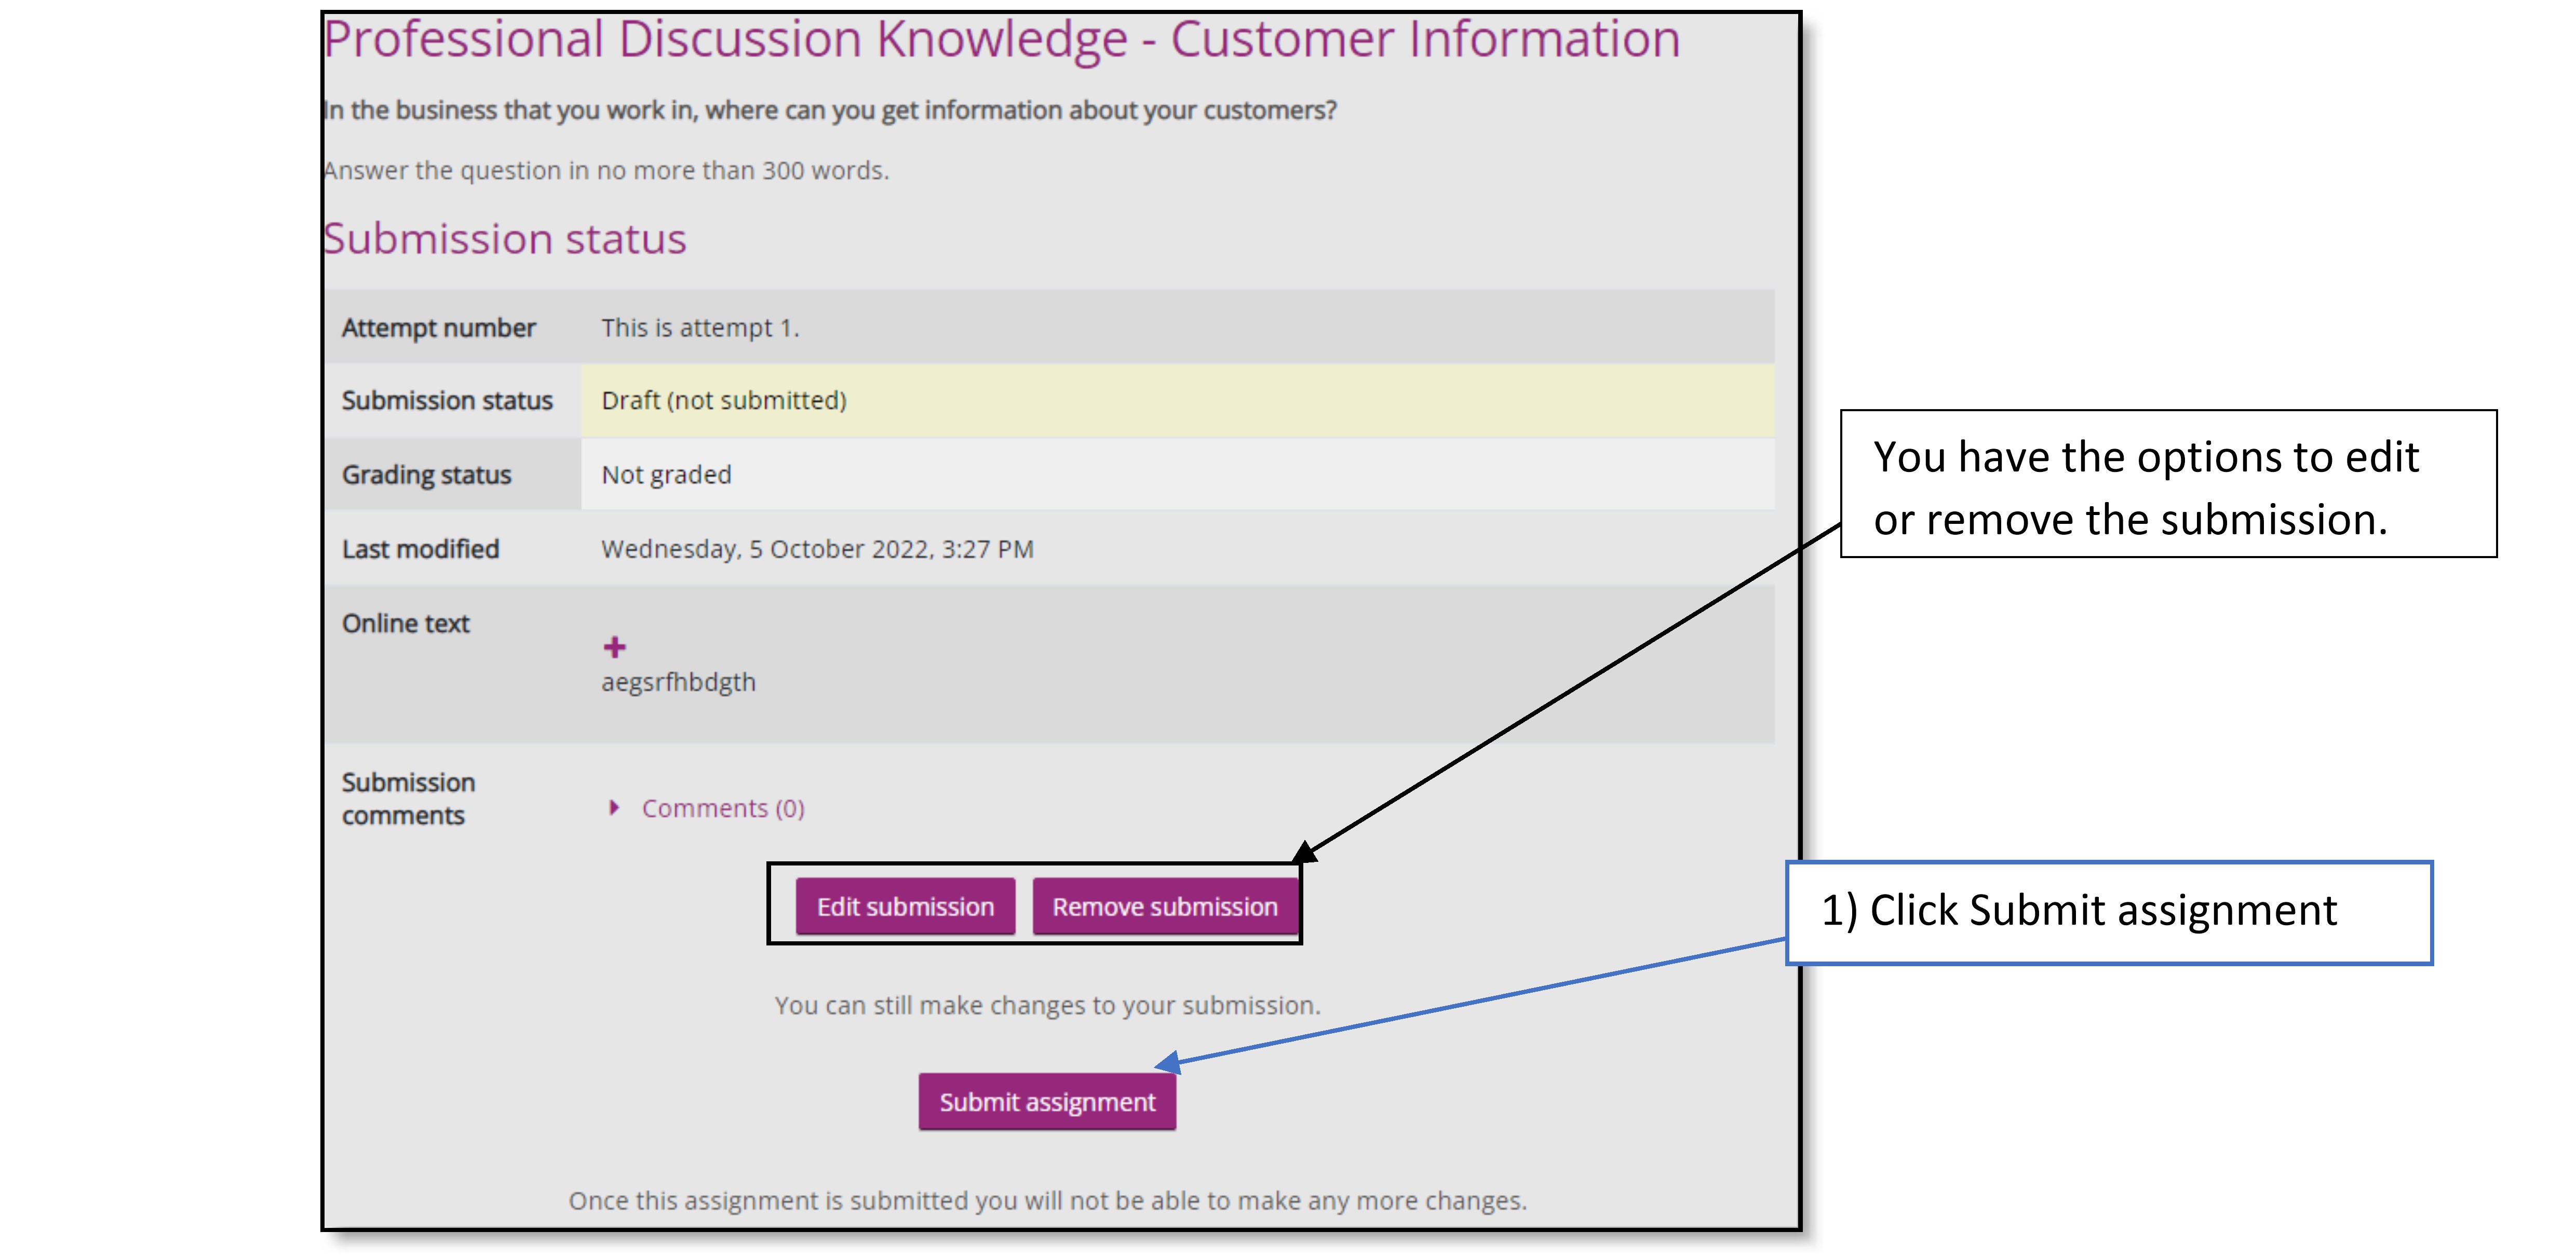 Professional Discussion Knowledge - Customer Information
In the business that you work in, where can you get information about your customers?
Answer the question in no more than 300 words.
Submission status
Attempt number This is attempt 1.
Submission status Draft (not submitted)
Grading status Not graded
Last modified Wednesday, 5 October 2022, 3:27 PM
Online text
aegsrfhbdgth
Submission
comments
Comments (0)
Edit submission Remove submission
You can still make changes to your submission.
Submit assignment
Once this assignment is submitted you will not be able to make any more changes.
You have the options to edit
or remove the submission.
1) Click Submit assignment